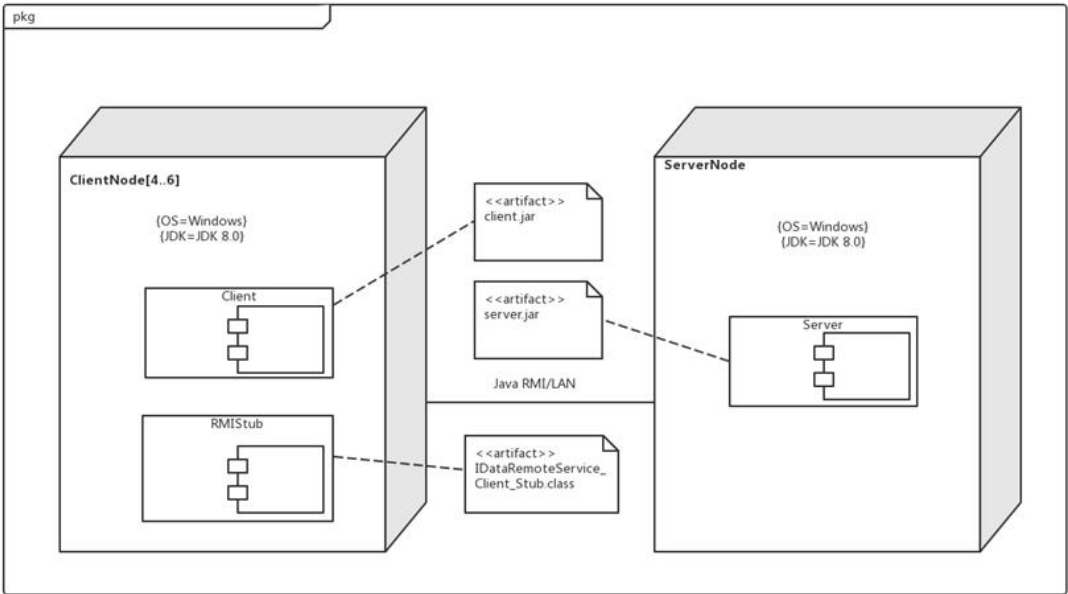 pkg
ClientNode[4..6]
{OS=Windows}
{JDK=JDK 8.0}
Client
RMIStub
<<artifact>>
client.jar
<<artifact>>
server.jar
Java RMI/LAN
<<artifact>>
IDataRemoteService_
Client_Stub.class
ServerNode
{OS=Windows}
{JDK=JDK 8.0}
Server